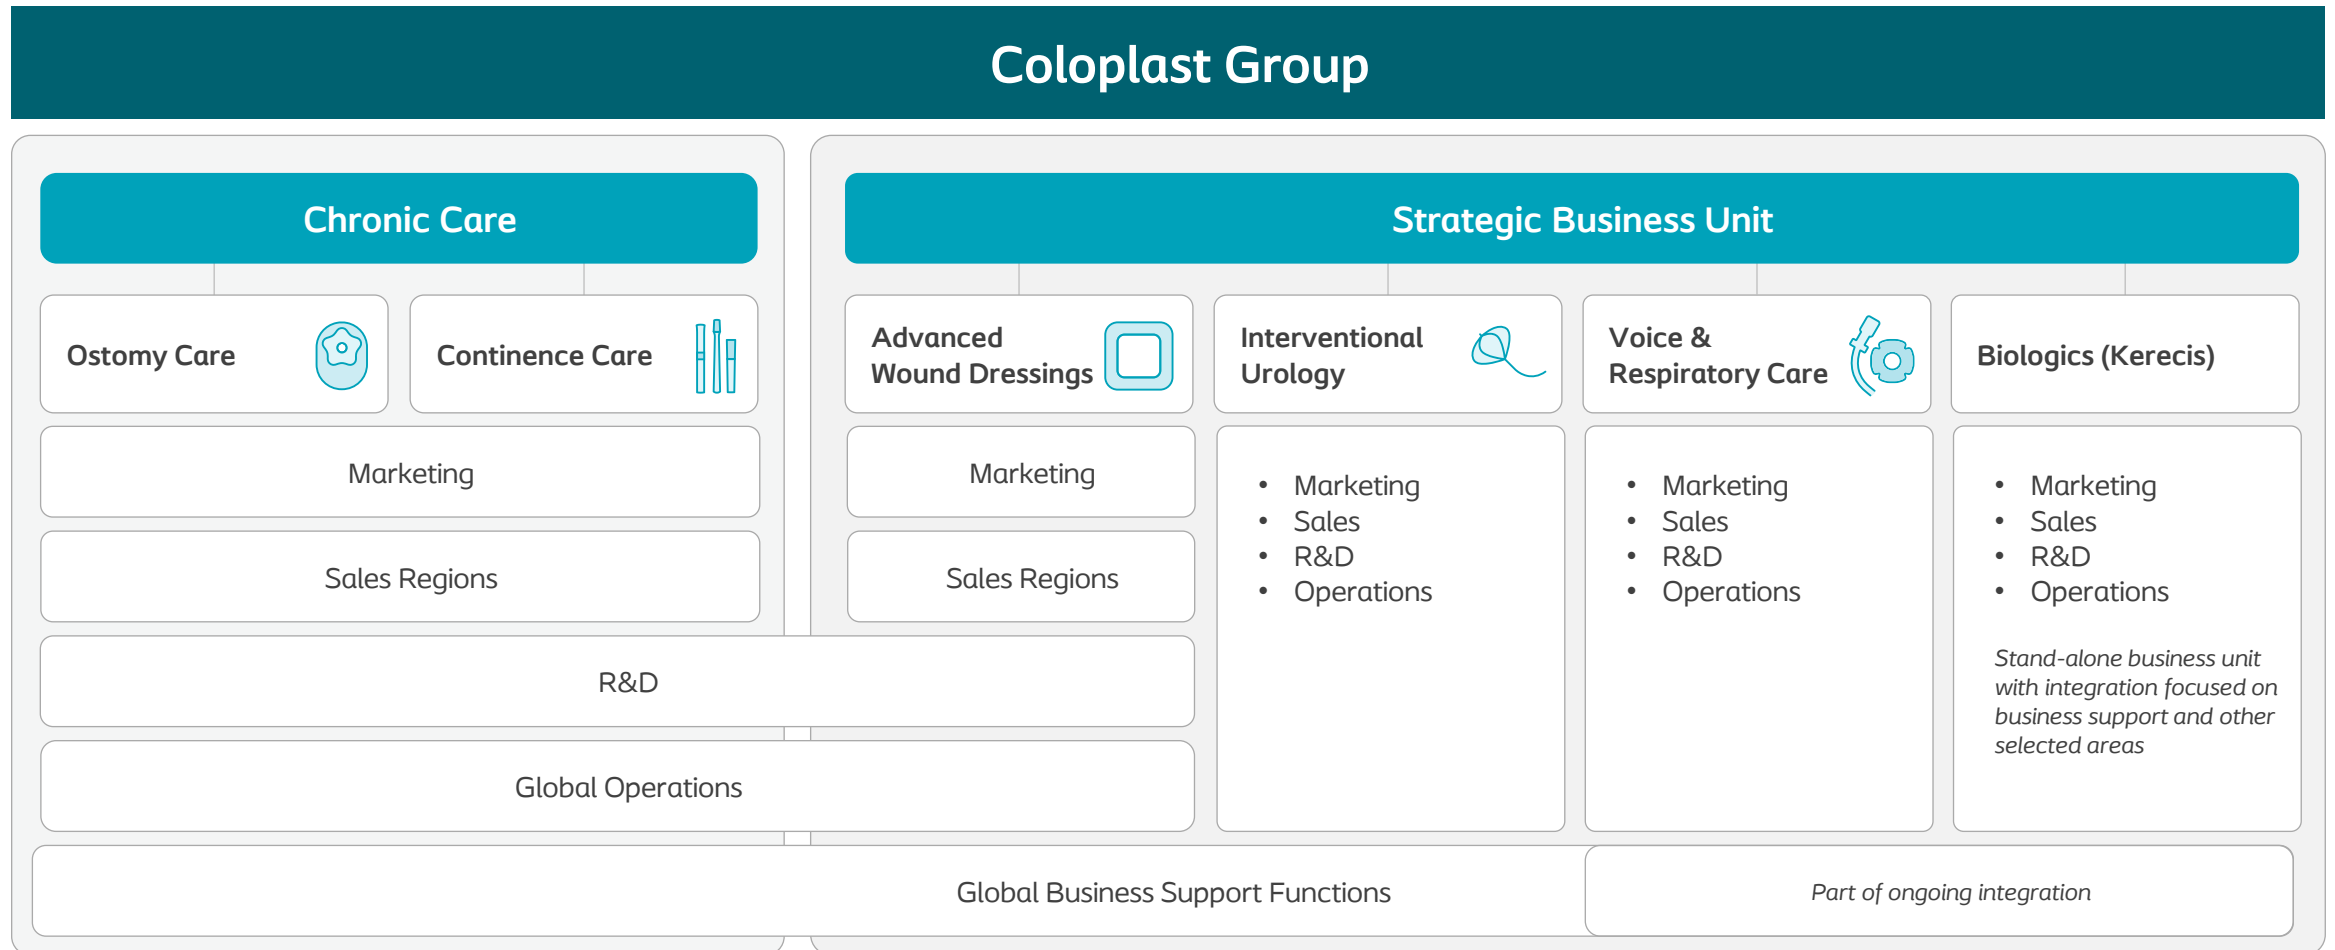 Coloplast Group
Chronic Care
Strategic Business Unit
Ostomy Care
Continence Care
Advanced
Wound Dressings
Interventional
Urology
Voice &
Respiratory Care
Biologics (Kerecis)
Marketing
Sales Regions
Marketing
Sales Regions
R&D
Global Operations
• Marketing
• Sales
• R&D
• Operations
• Marketing
• Sales
• R&D
• Operations
• Marketing
• Sales
• R&D
• Operations
Stand-alone business unit
with integration focused on
business support and other
selected areas
Global Business Support Functions
Part of ongoing integration